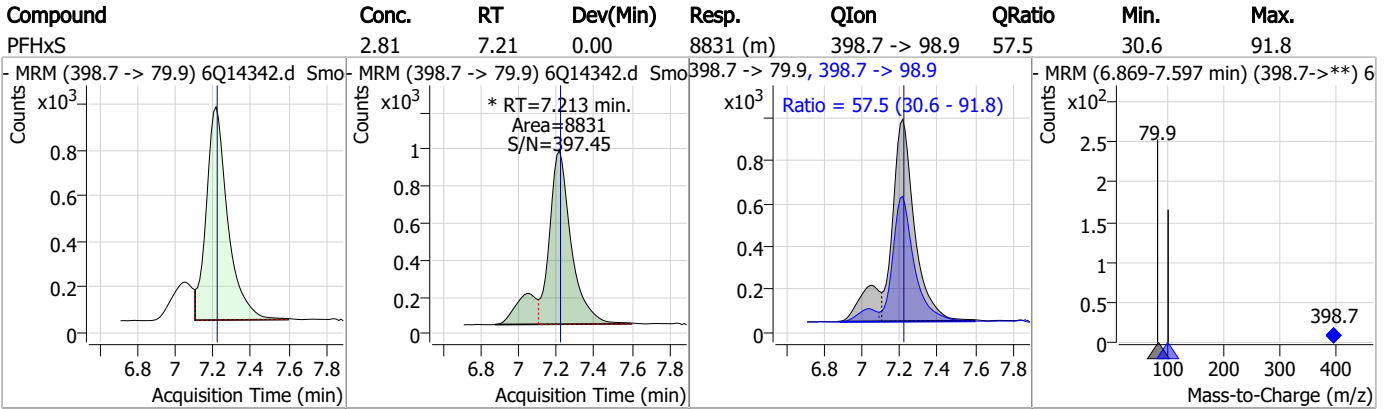 Compound Conc. RT Dev(Min) Resp. QIon QRatio Min. Max.
PFHxS 2.81 7.21 0.00 8831 (m) 398.7 -> 98.9 57.5 30.6 91.8
- MRM (398.7 -> 79.9) 6Q14342.d Smo
Counts
x10³
0.8
0.6
0.4
0.2
0
6.8 7 7.2 7.4 7.6 7.8
Acquisition Time (min)
- MRM (398.7 -> 79.9) 6Q14342.d Smo
Counts
x10³
* RT=7.213 min.
Area=8831
S/N=397.45
1
0.8
0.6
0.4
0.2
0
6.8 7 7.2 7.4 7.6 7.8
Acquisition Time (min)
398.7 -> 79.9, 398.7 -> 98.9
x10³
Ratio = 57.5 (30.6 - 91.8)
0.8
0.6
0.4
0.2
0
6.8 7 7.2 7.4 7.6 7.8
- MRM (6.869-7.597 min) (398.7->**) 6
Counts
x10²
79.9
2.5
2
1.5
1
0.5
0
398.7
100 200 300 400
Mass-to-Charge (m/z)